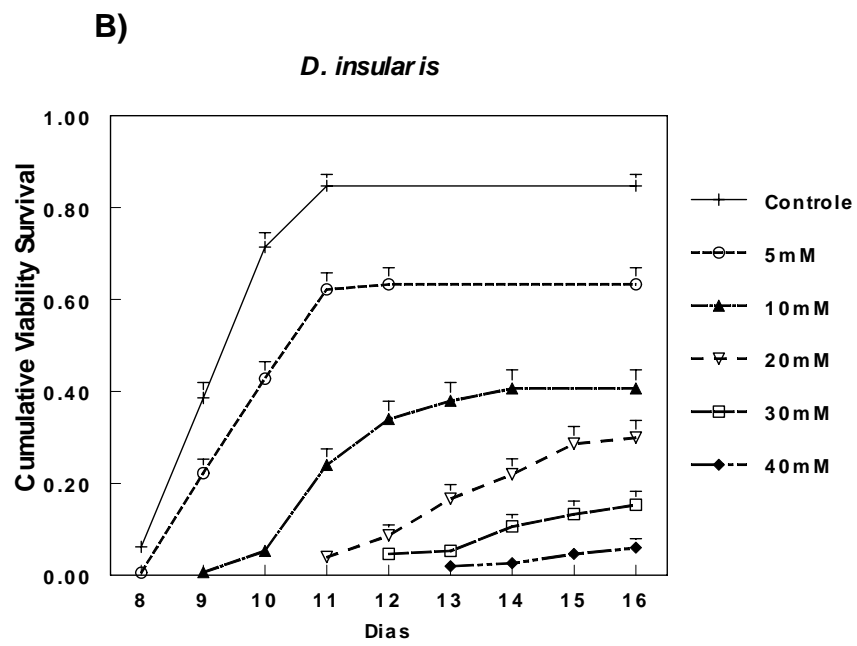 B)
D. insularis
Cumulative Viability Survival
1.00
0.80
0.60
0.40
0.20
0.00
8 9 10 11 12 13 14 15 16
Dias
Controle
5mM
10mM
20mM
30mM
40mM